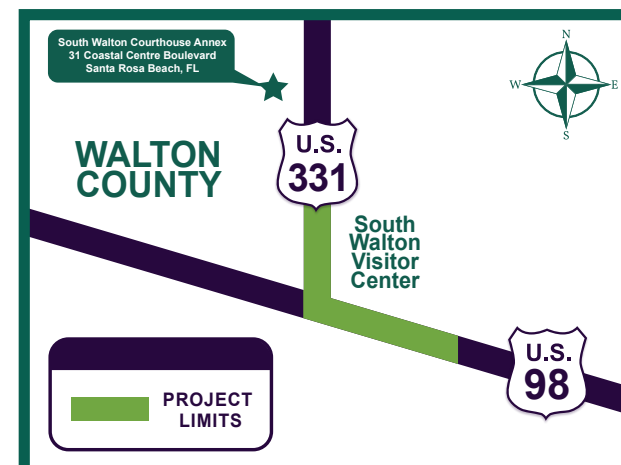 South Walton Courthouse Annex
31 Coastal Centre Boulevard
Santa Rosa Beach, FL
N
W
E
S
U.S.
331
WALTON
COUNTY
South
Walton
Visitor
Center
U.S.
98
PROJECT
LIMITS